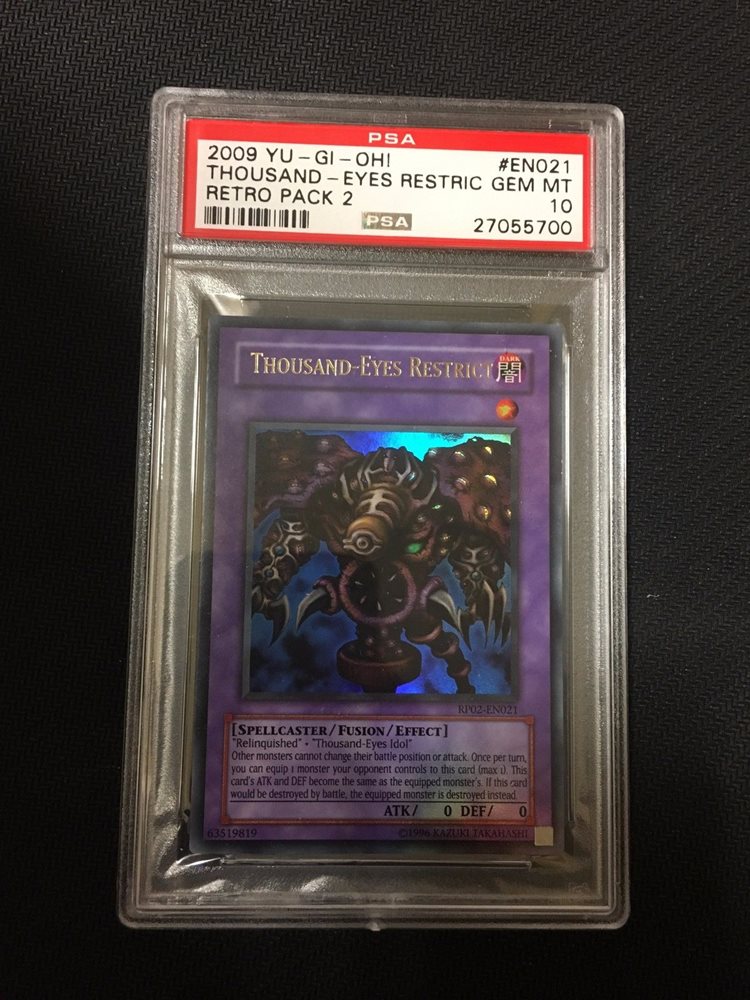 PSA
2009 YU-GI-OH! #EN021
THOUSAND-EYES RESTRIC GEM MT
RETRO PACK 2 10
PSA 27055700
THOUSAND-EYES RESTRICT
DARK
闇
RP02-EN021
[SPELLCASTER/FUSION/EFFECT]
"Relinquished" + "Thousand-Eyes Idol"
Other monsters cannot change their battle position or attack. Once per turn,
you can equip 1 monster your opponent controls to this card (max 1). This
card's ATK and DEF become the same as the equipped monster's. If this card
would be destroyed by battle, the equipped monster is destroyed instead.
ATK/ 0 DEF/ 0
63519819 ©1996 KAZUKI TAKAHASHI